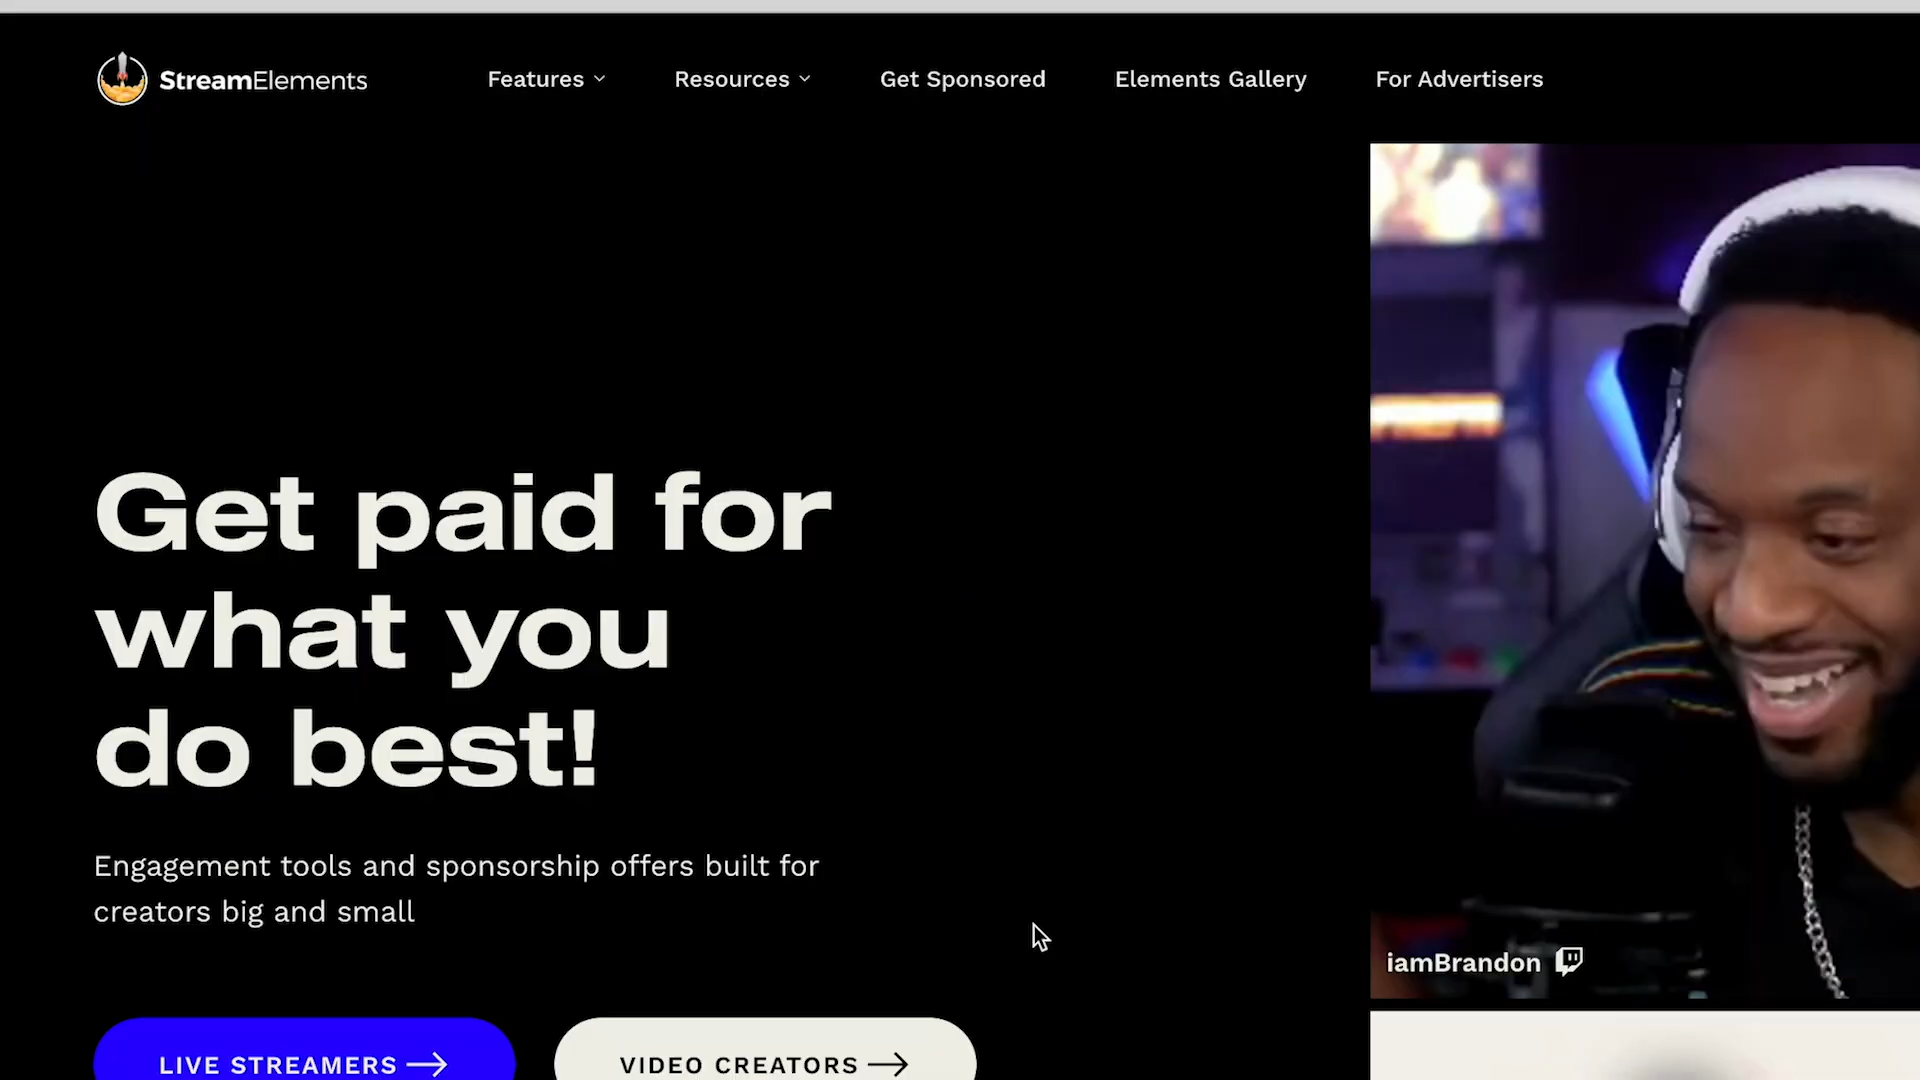 StreamElements
Features
Resources
Get Sponsored
Elements Gallery
For Advertisers
Get paid for
what you
do best!
Engagement tools and sponsorship offers built for
creators big and small
LIVE STREAMERS
VIDEO CREATORS
iamBrandon